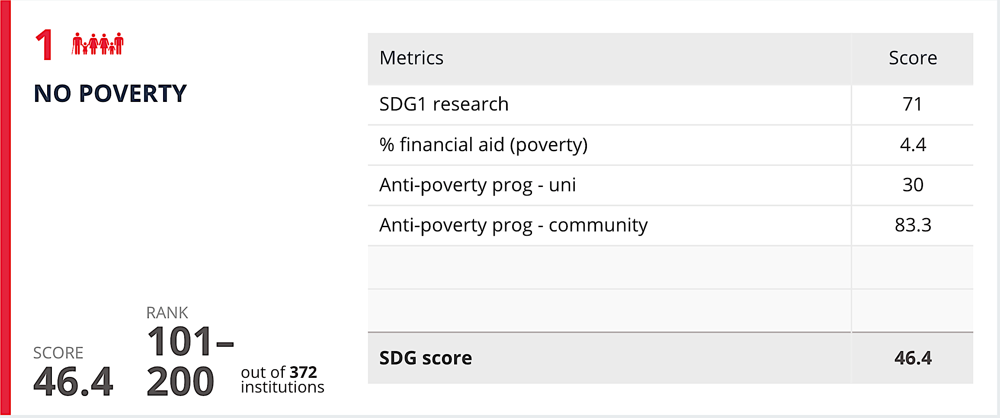 1
NO POVERTY
SCORE
46.4
RANK
101–
200
out of 372
institutions
Metrics Score
SDG1 research 71
% financial aid (poverty) 4.4
Anti-poverty prog - uni 30
Anti-poverty prog - community 83.3
SDG score 46.4